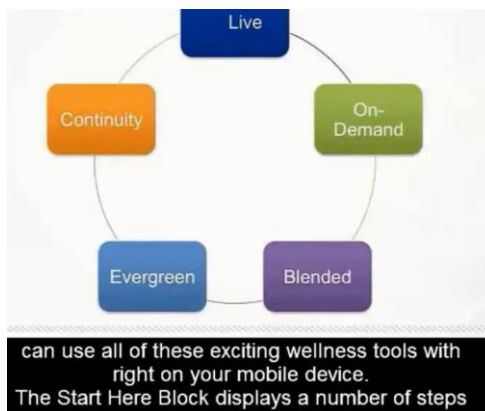 Live
On-
Demand
Continuity
Evergreen
Blended
can use all of these exciting wellness tools with
right on your mobile device.
The Start Here Block displays a number of steps